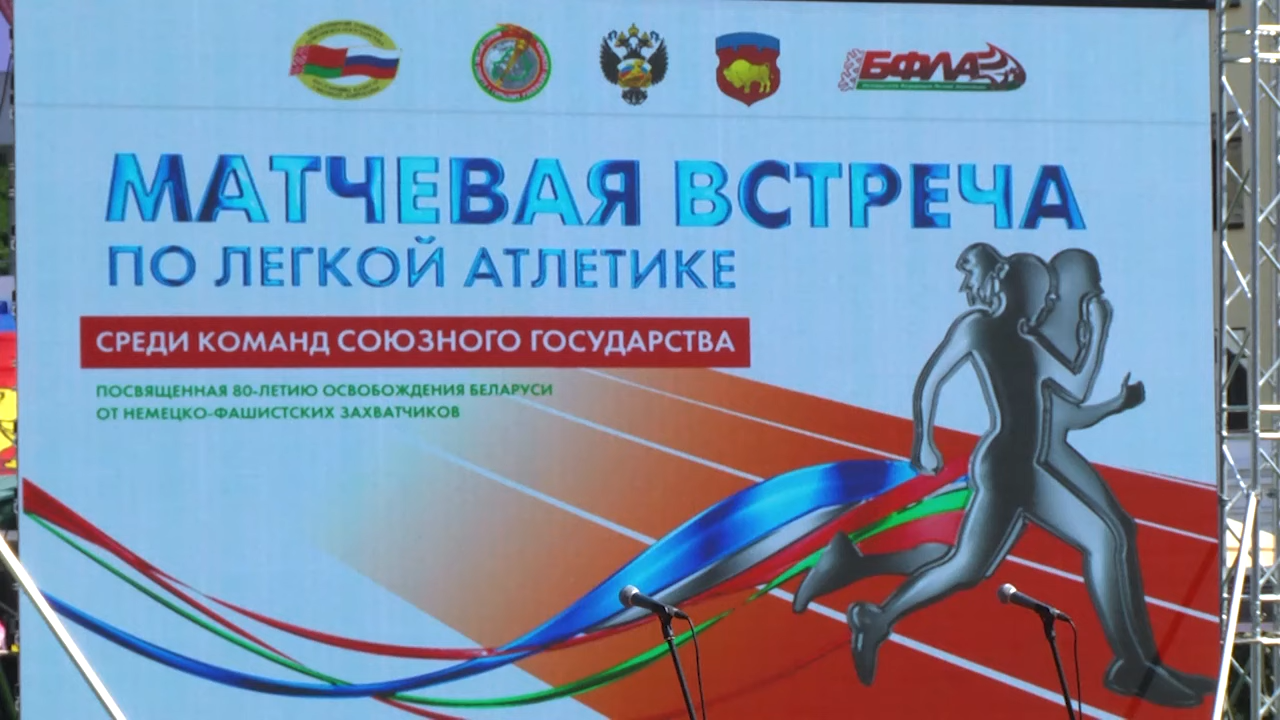 БФЛА
МАТЧЕВАЯ ВСТРЕЧА
ПО ЛЕГКОЙ АТЛЕТИКЕ
СРЕДИ КОМАНД СОЮЗНОГО ГОСУДАРСТВА
ПОСВЯЩЕННАЯ 80-ЛЕТИЮ ОСВОБОЖДЕНИЯ БЕЛАРУСИ
ОТ НЕМЕЦКО-ФАШИСТСКИХ ЗАХВАТЧИКОВ